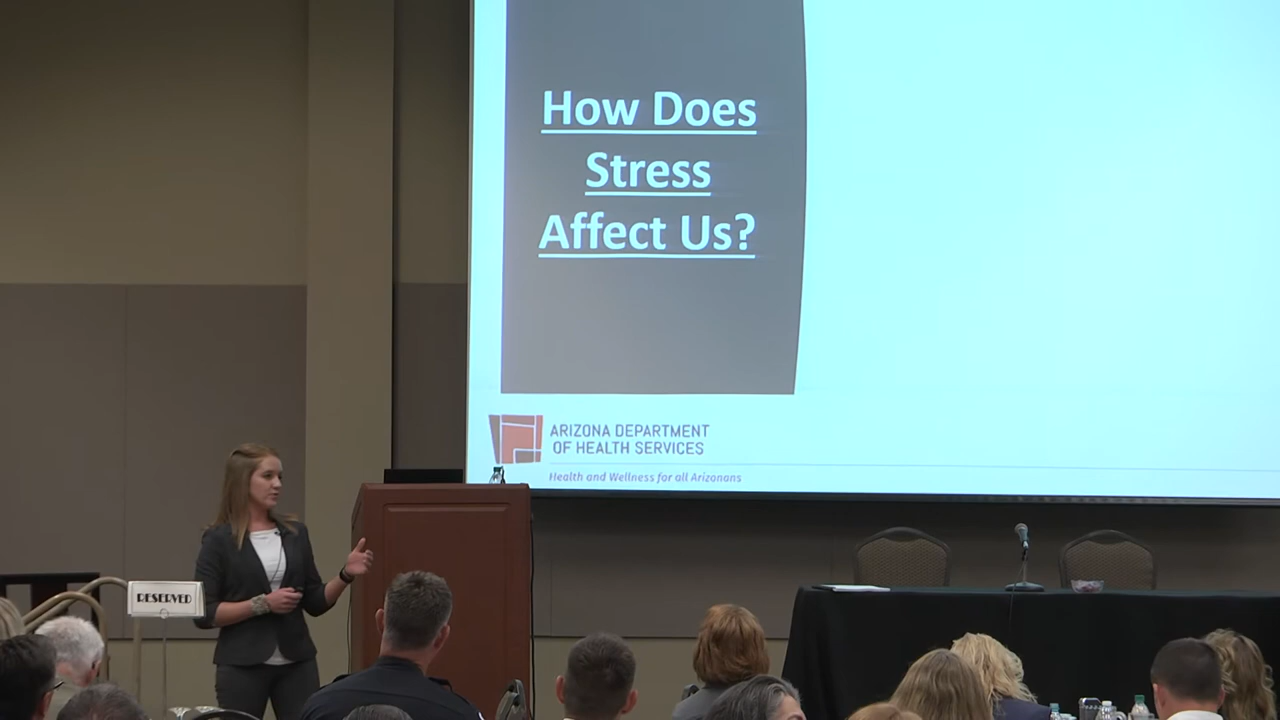 How Does
Stress
Affect Us?
ARIZONA DEPARTMENT
OF HEALTH SERVICES
Health and Wellness for all Arizonans
RESERVED